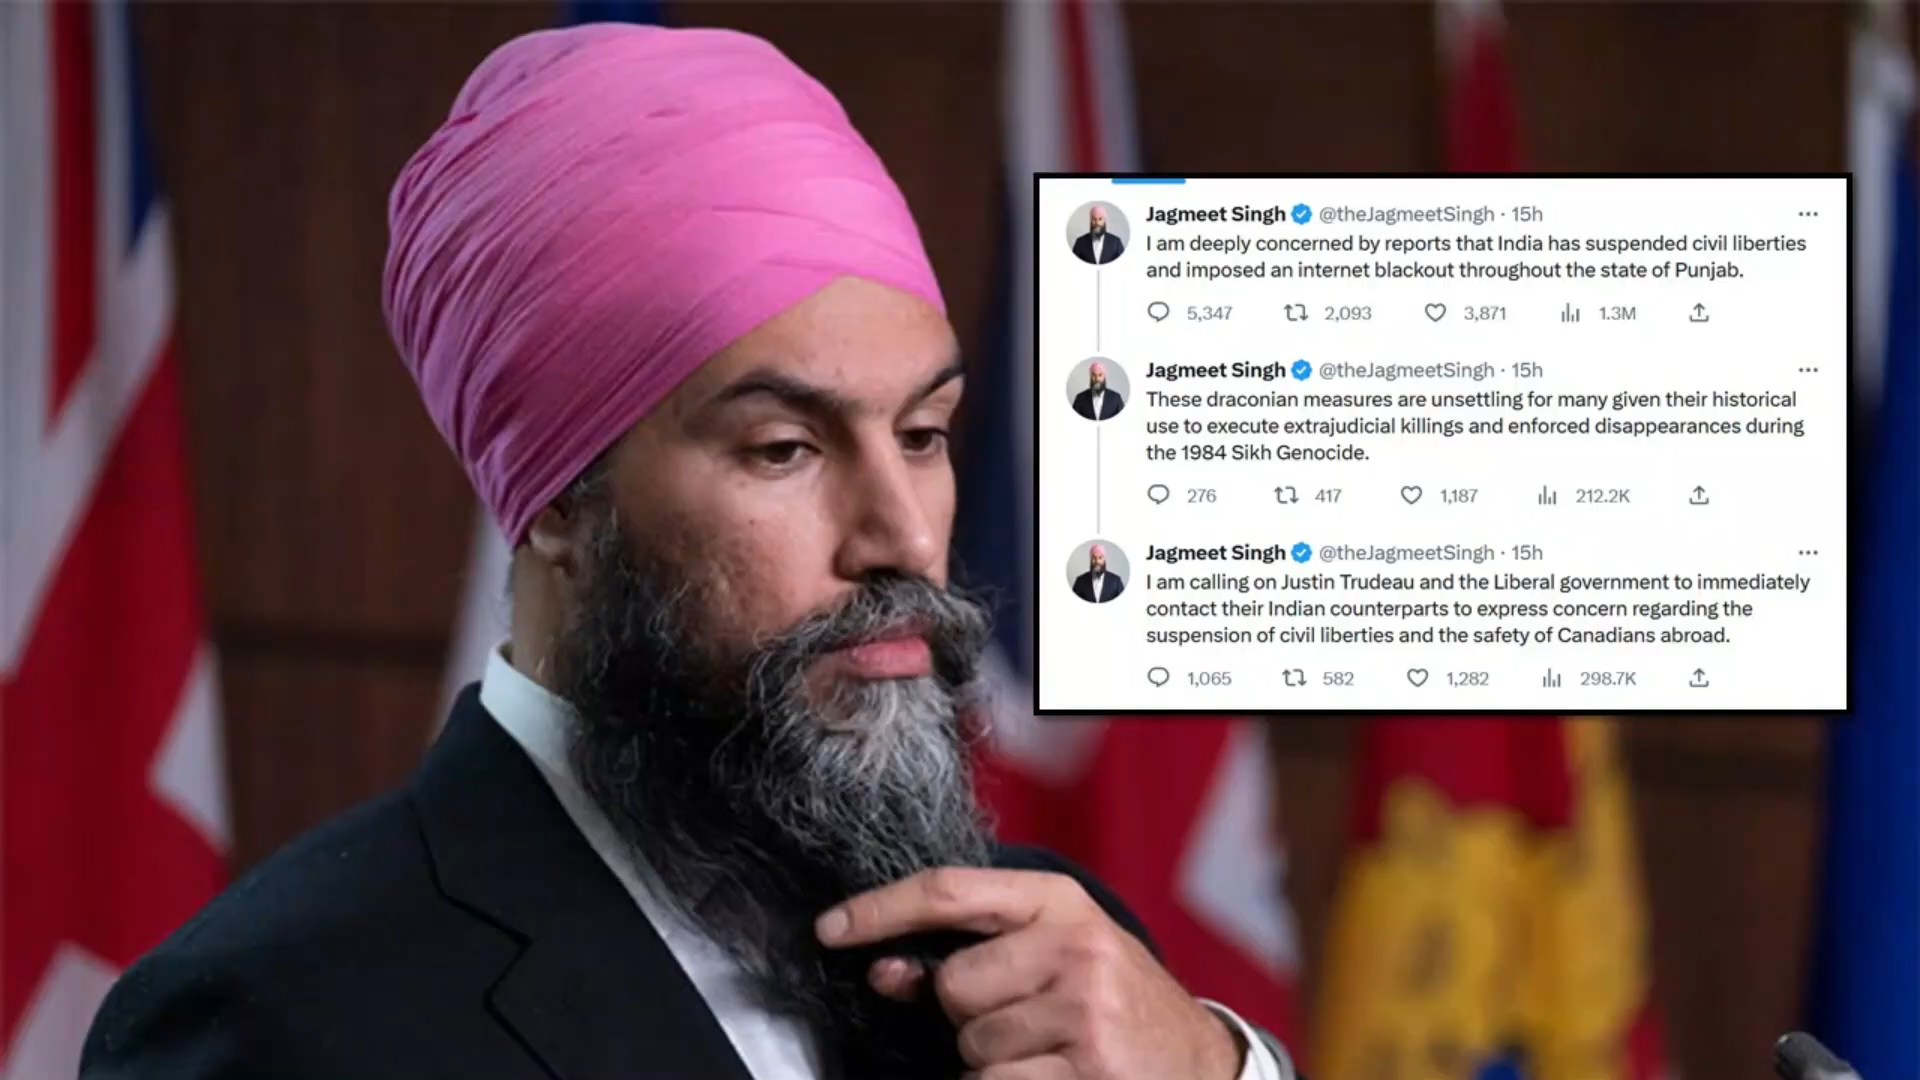 Jagmeet Singh @theJagmeetSingh · 15h
I am deeply concerned by reports that India has suspended civil liberties
and imposed an internet blackout throughout the state of Punjab.
5,347 2,093 3,871 1.3M
Jagmeet Singh @theJagmeetSingh · 15h
These draconian measures are unsettling for many given their historical
use to execute extrajudicial killings and enforced disappearances during
the 1984 Sikh Genocide.
276 417 1,187 212.2K
Jagmeet Singh @theJagmeetSingh · 15h
I am calling on Justin Trudeau and the Liberal government to immediately
contact their Indian counterparts to express concern regarding the
suspension of civil liberties and the safety of Canadians abroad.
1,065 582 1,282 298.7K